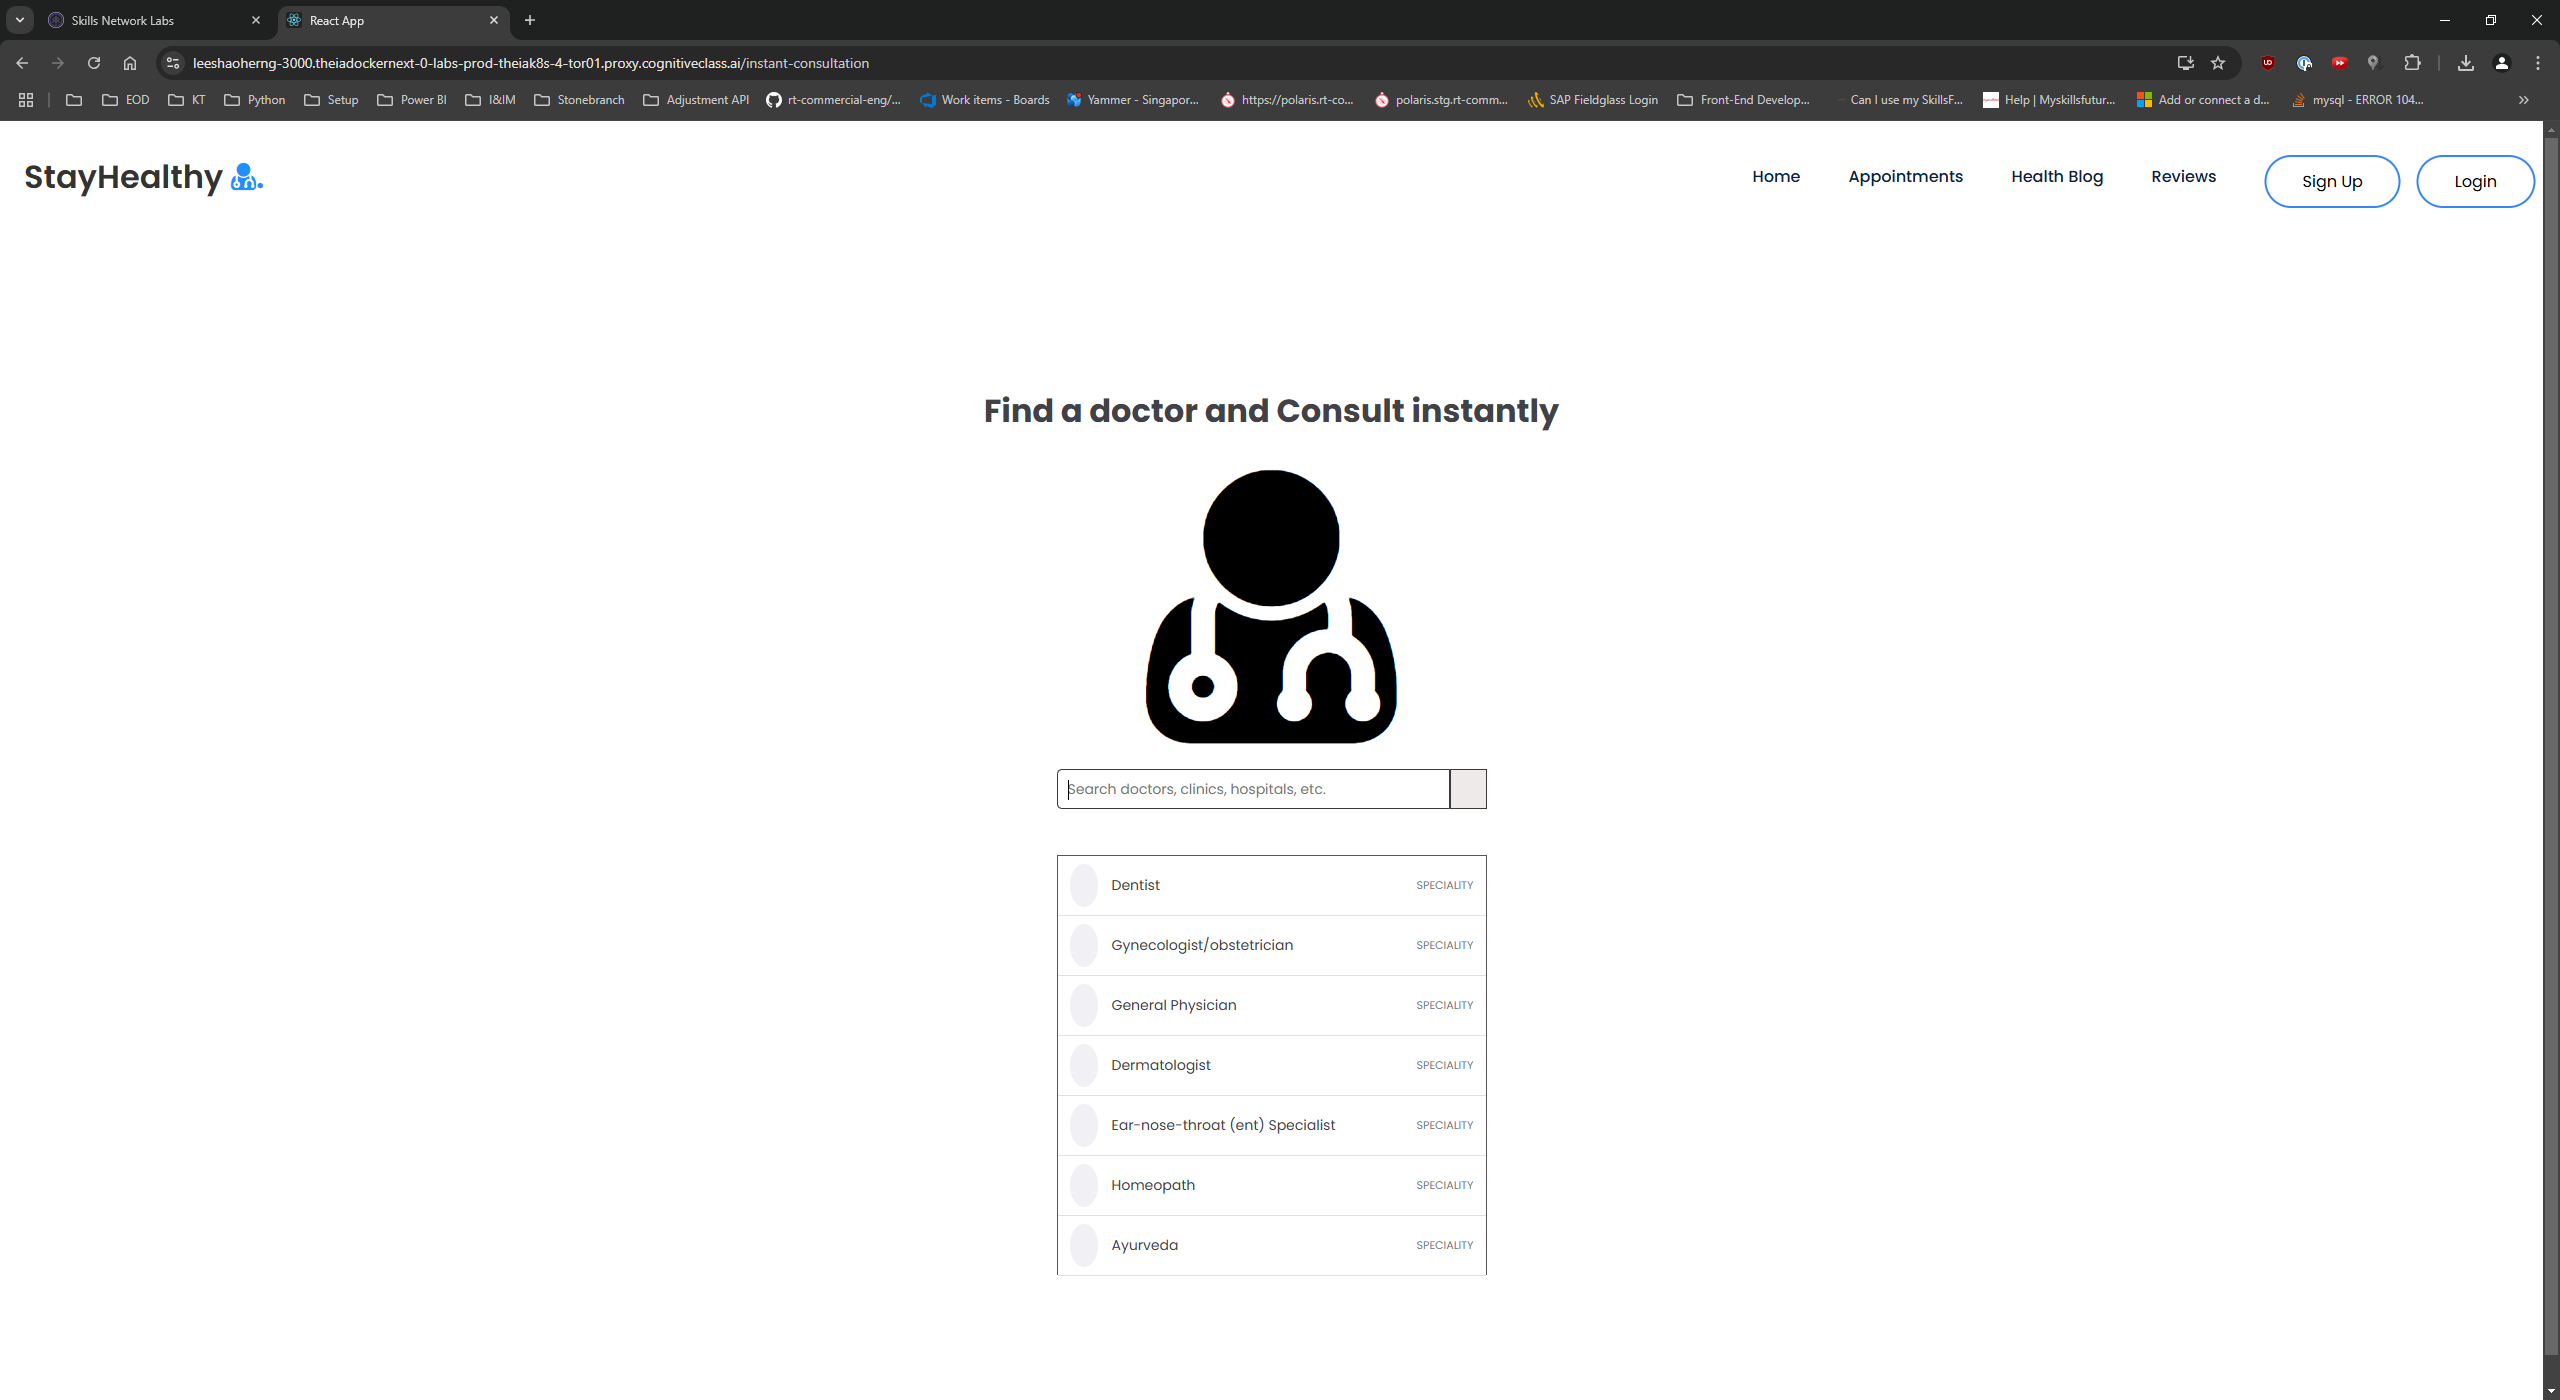 Skills Network Labs
React App
leeshaoherng-3000.theiadockernext-0-labs-prod-theiak8s-4-tor01.proxy.cognitiveclass.ai/instant-consultation
EOD KT Python Setup Power BI I&IM Stonebranch Adjustment API rt-commercial-eng/... Work items - Boards Yammer - Singapor... https://polaris.rt-co... polaris.stg.rt-comm... SAP Fieldglass Login Front-End Develop... Can I use my SkillsF... Help | Myskillsfutur... Add or connect a d... mysql - ERROR 104...
StayHealthy
Home Appointments Health Blog Reviews Sign Up Login
Find a doctor and Consult instantly
Search doctors, clinics, hospitals, etc.
Dentist SPECIALITY
Gynecologist/obstetrician SPECIALITY
General Physician SPECIALITY
Dermatologist SPECIALITY
Ear-nose-throat (ent) Specialist SPECIALITY
Homeopath SPECIALITY
Ayurveda SPECIALITY